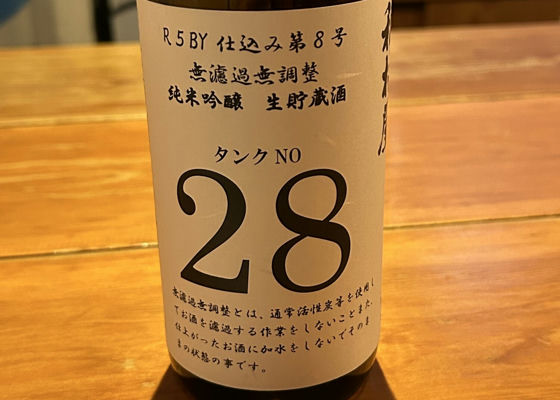 R5BY 仕込み第8号
無濾過無調整
純米吟醸 生貯蔵酒
タンクNO
28
無濾過無調整とは、通常活性炭等を使用し
てお酒を濾過する作業をしないことまた、
仕上がったお酒に加水をしないでそのま
まの状態の事です。